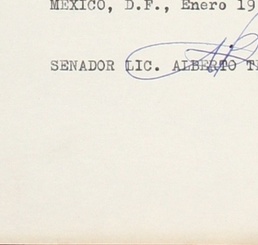 MEXICO, D.F., Enero 19
SENADOR LIC. ALBERTO T